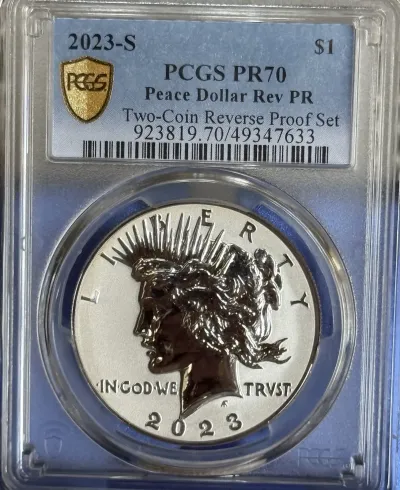 2023-S $1
PCGS PR70
PCGS Peace Dollar Rev PR
Two-Coin Reverse Proof Set
923819.70/49347633
LIBERTY
IN GOD WE TRVST
2023
PCGS